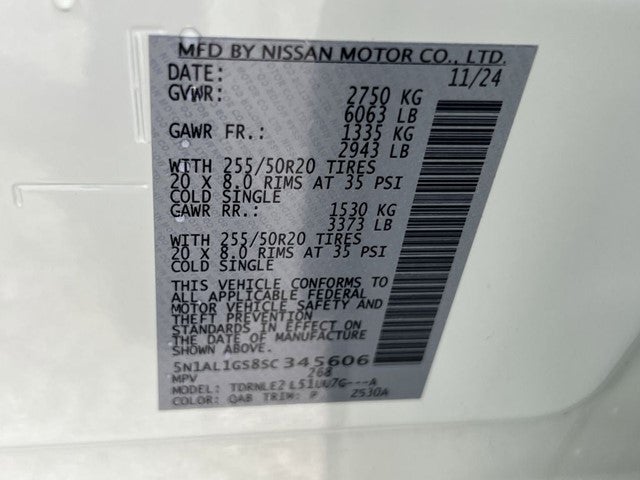 MFD BY NISSAN MOTOR CO., LTD.
DATE: 11/24
GVWR: 2750 KG
6063 LB
GAWR FR.: 1335 KG
2943 LB
WITH 255/50R20 TIRES
20 X 8.0 RIMS AT 35 PSI
COLD SINGLE
GAWR RR.: 1530 KG
3373 LB
WITH 255/50R20 TIRES
20 X 8.0 RIMS AT 35 PSI
COLD SINGLE
THIS VEHICLE CONFORMS TO
ALL APPLICABLE FEDERAL
MOTOR VEHICLE SAFETY AND
THEFT PREVENTION
STANDARDS IN EFFECT ON
THE DATE OF MANUFACTURE
5N1AL1GS8SC345606
MPV 268
MODEL:
COLOR: QAB TRIM: P 2530A